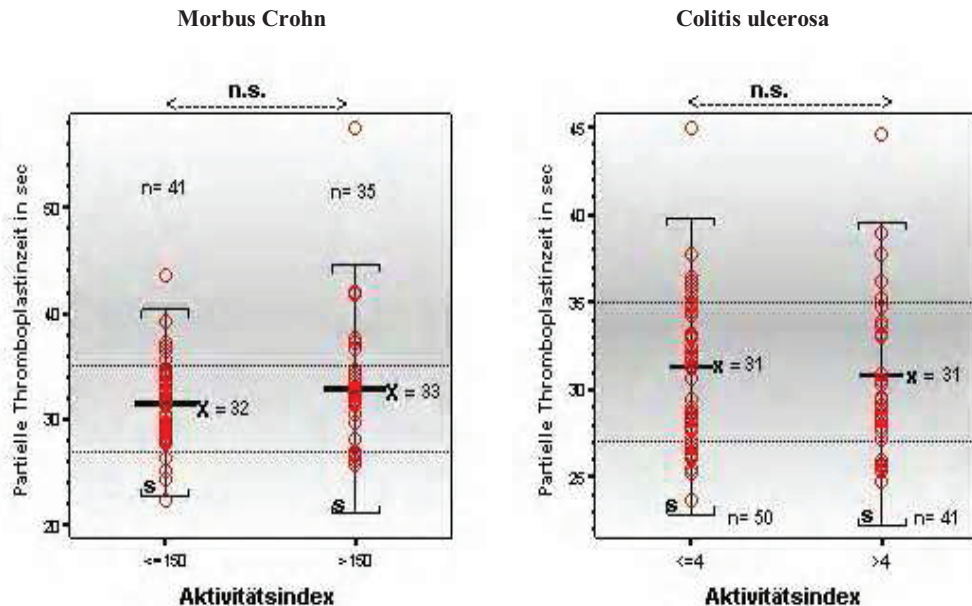 Morbus Crohn
n.s.
Partielle Thromboplastinzeit in sec
50
40
30
20
n= 41
n= 35
X = 32
X = 33
s
s
<=150
>150
Aktivitätsindex
Colitis ulcerosa
n.s.
Partielle Thromboplastinzeit in sec
45
40
35
30
25
x = 31
x = 31
s
n= 50
s
n= 41
<=4
>4
Aktivitätsindex